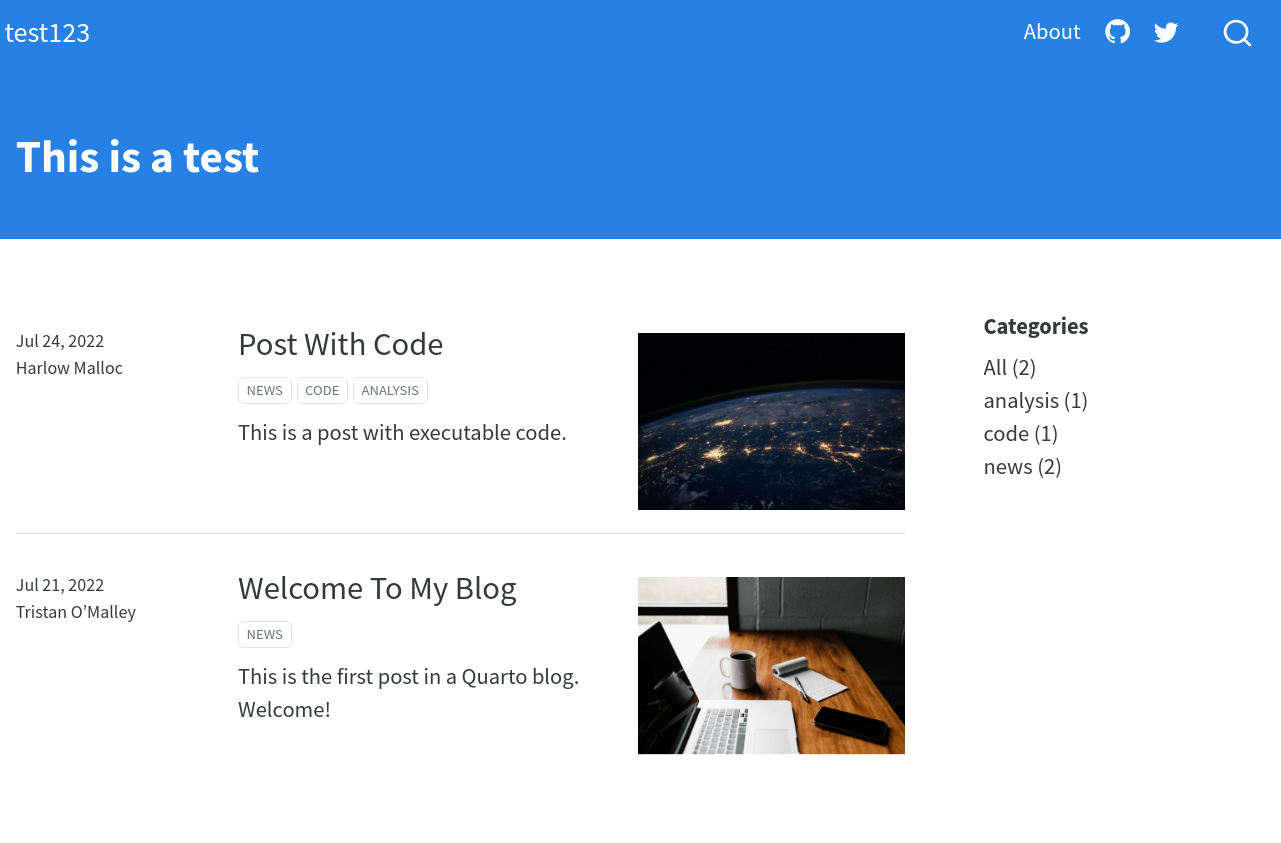 test123
About
This is a test
Jul 24, 2022
Harlow Malloc
Post With Code
NEWS CODE ANALYSIS
This is a post with executable code.
Jul 21, 2022
Tristan O’Malley
Welcome To My Blog
NEWS
This is the first post in a Quarto blog.
Welcome!
Categories
All (2)
analysis (1)
code (1)
news (2)